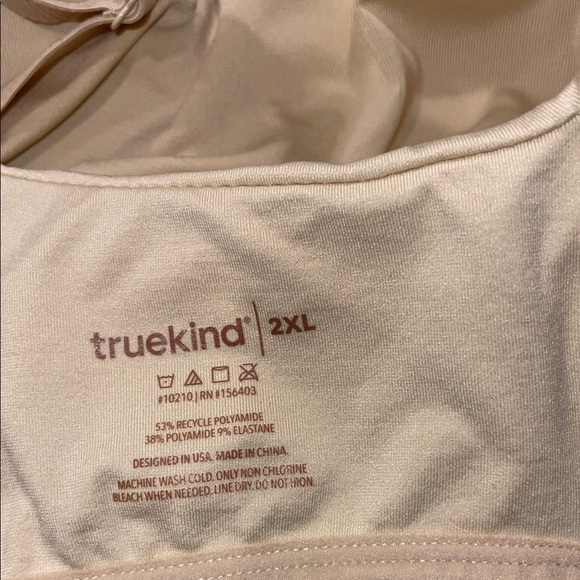 truekind® | 2XL
#10210 | RN #156403
53% RECYCLE POLYAMIDE
38% POLYAMIDE 9% ELASTANE
DESIGNED IN USA. MADE IN CHINA.
MACHINE WASH COLD. ONLY NON CHLORINE
BLEACH WHEN NEEDED. LINE DRY. DO NOT IRON.